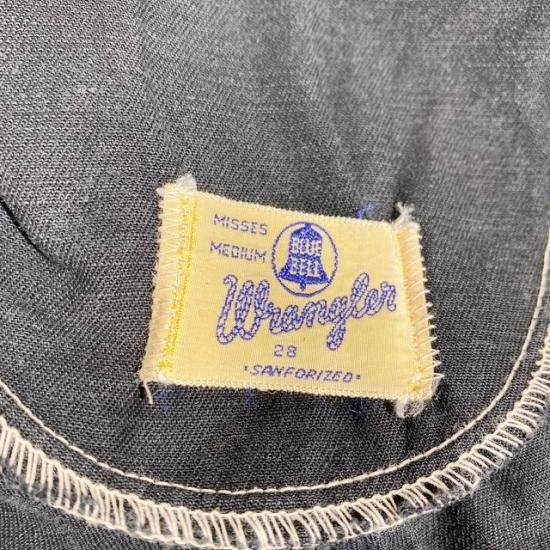 MISSES
MEDIUM
BLUE
BELL
Wrangler
28
"SANFORIZED"